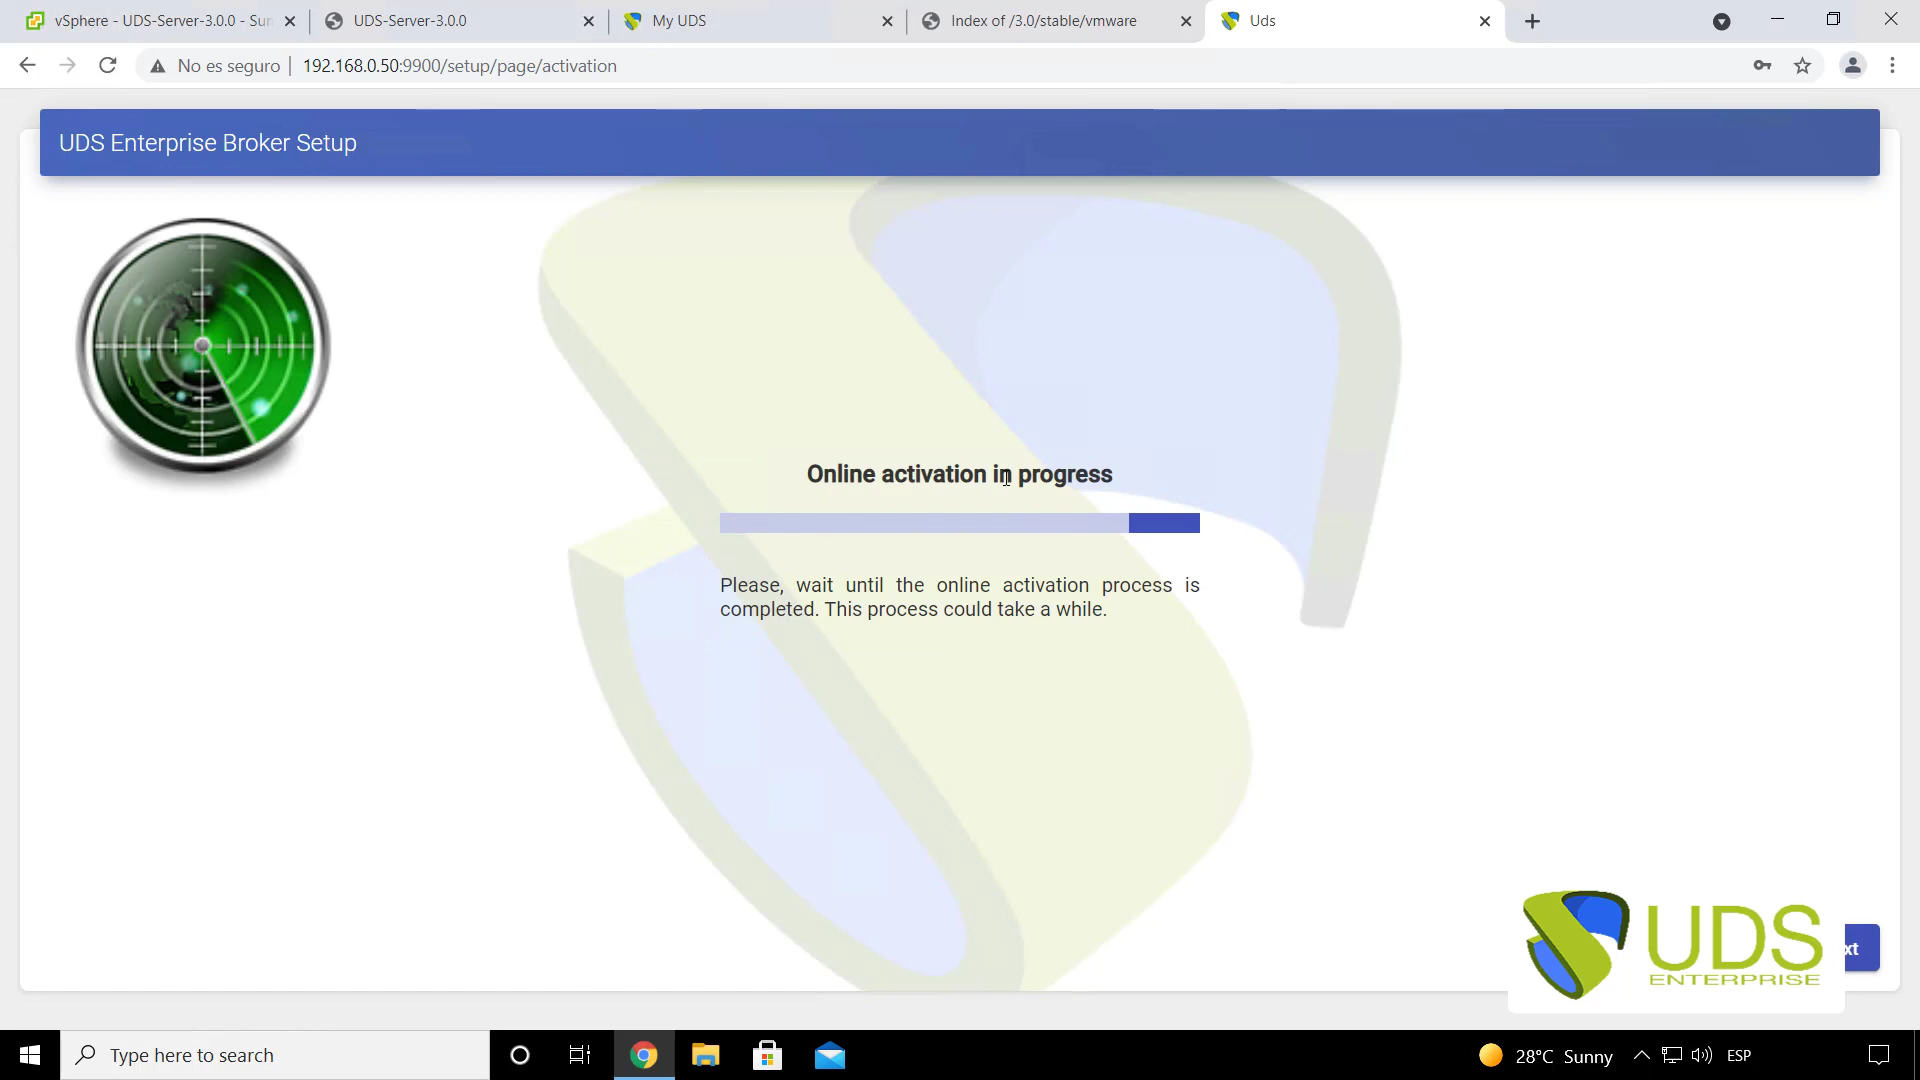 vSphere - UDS-Server-3.0.0 - Sun
UDS-Server-3.0.0
My UDS
Index of /3.0/stable/vmware
Uds
No es seguro
192.168.0.50:9900/setup/page/activation
UDS Enterprise Broker Setup
Online activation in progress
Please, wait until the online activation process is
completed. This process could take a while.
xt
UDS
ENTERPRISE
Type here to search
28°C Sunny
ESP